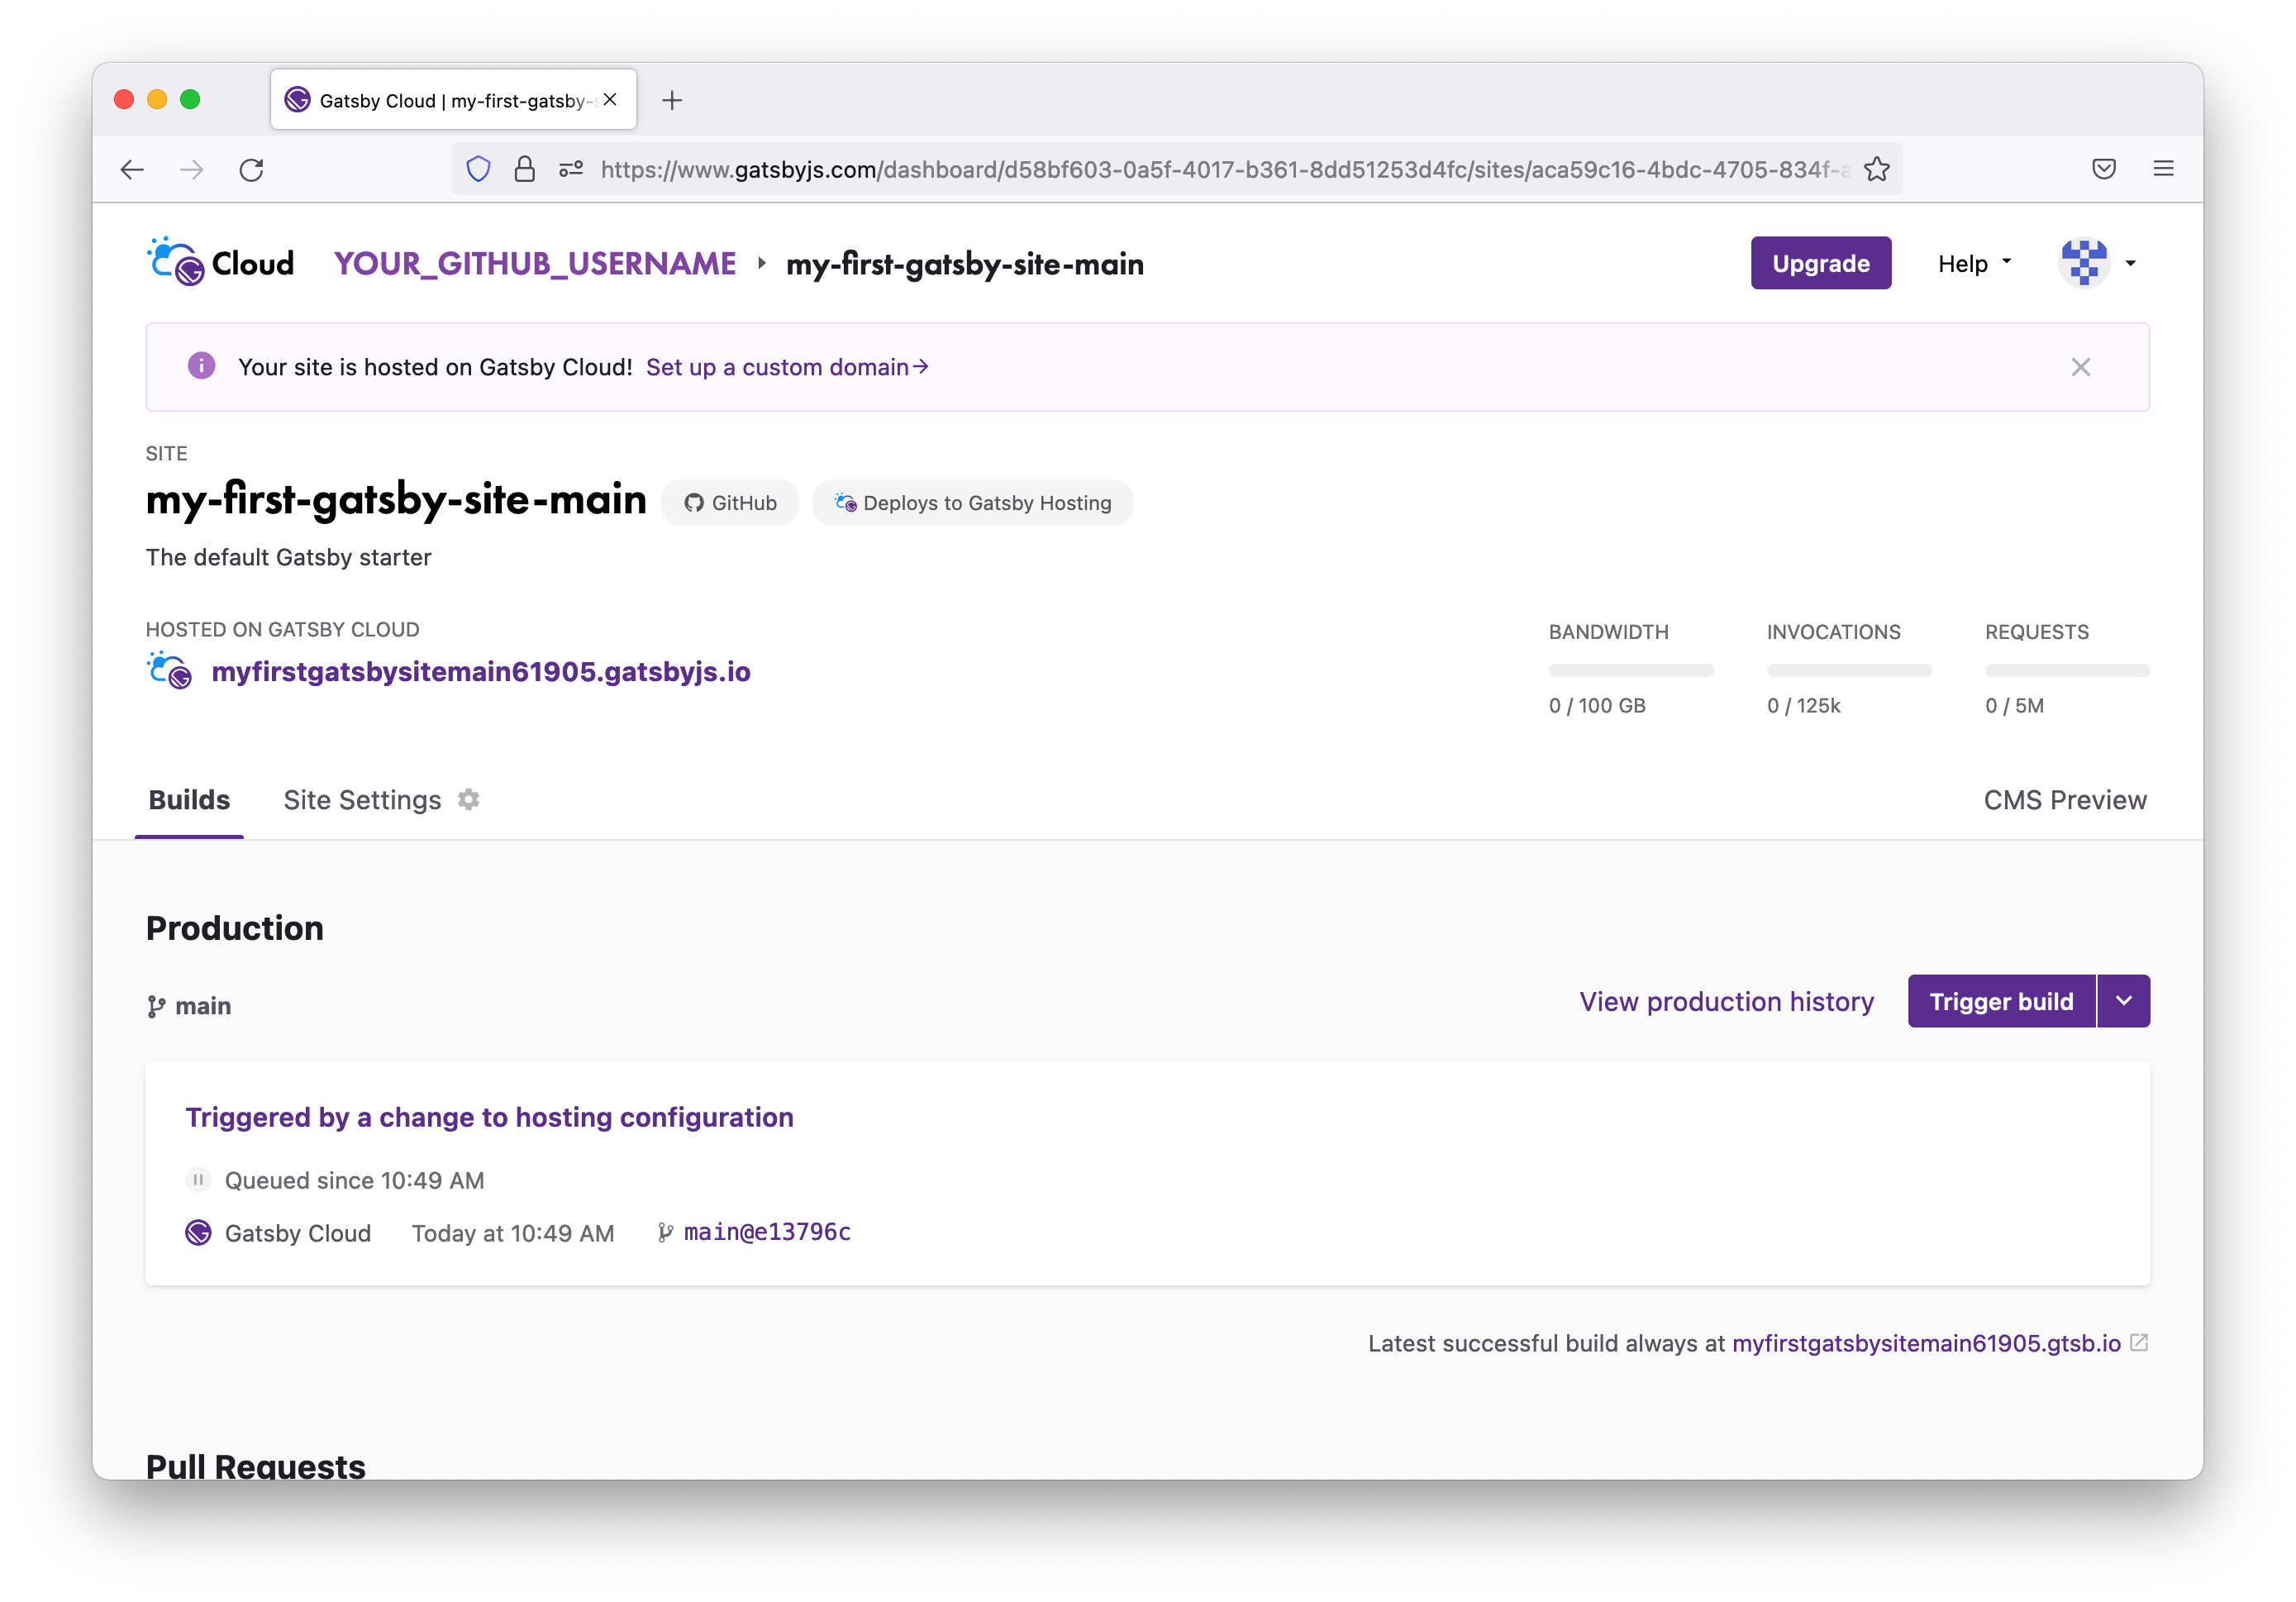 Gatsby Cloud | my-first-gatsby-
https://www.gatsbyjs.com/dashboard/d58bf603-0a5f-4017-b361-8dd51253d4fc/sites/aca59c16-4bdc-4705-834f-a
Cloud YOUR_GITHUB_USERNAME my-first-gatsby-site-main Upgrade Help
Your site is hosted on Gatsby Cloud! Set up a custom domain→
SITE
my-first-gatsby-site-main GitHub Deploys to Gatsby Hosting
The default Gatsby starter
HOSTED ON GATSBY CLOUD
myfirstgatsbysitemain61905.gatsbyjs.io
BANDWIDTH INVOCATIONS REQUESTS
0 / 100 GB 0 / 125k 0 / 5M
Builds Site Settings CMS Preview
Production
main View production history Trigger build
Triggered by a change to hosting configuration
Queued since 10:49 AM
Gatsby Cloud Today at 10:49 AM main@e13796c
Latest successful build always at myfirstgatsbysitemain61905.gtsb.io
Pull Requests